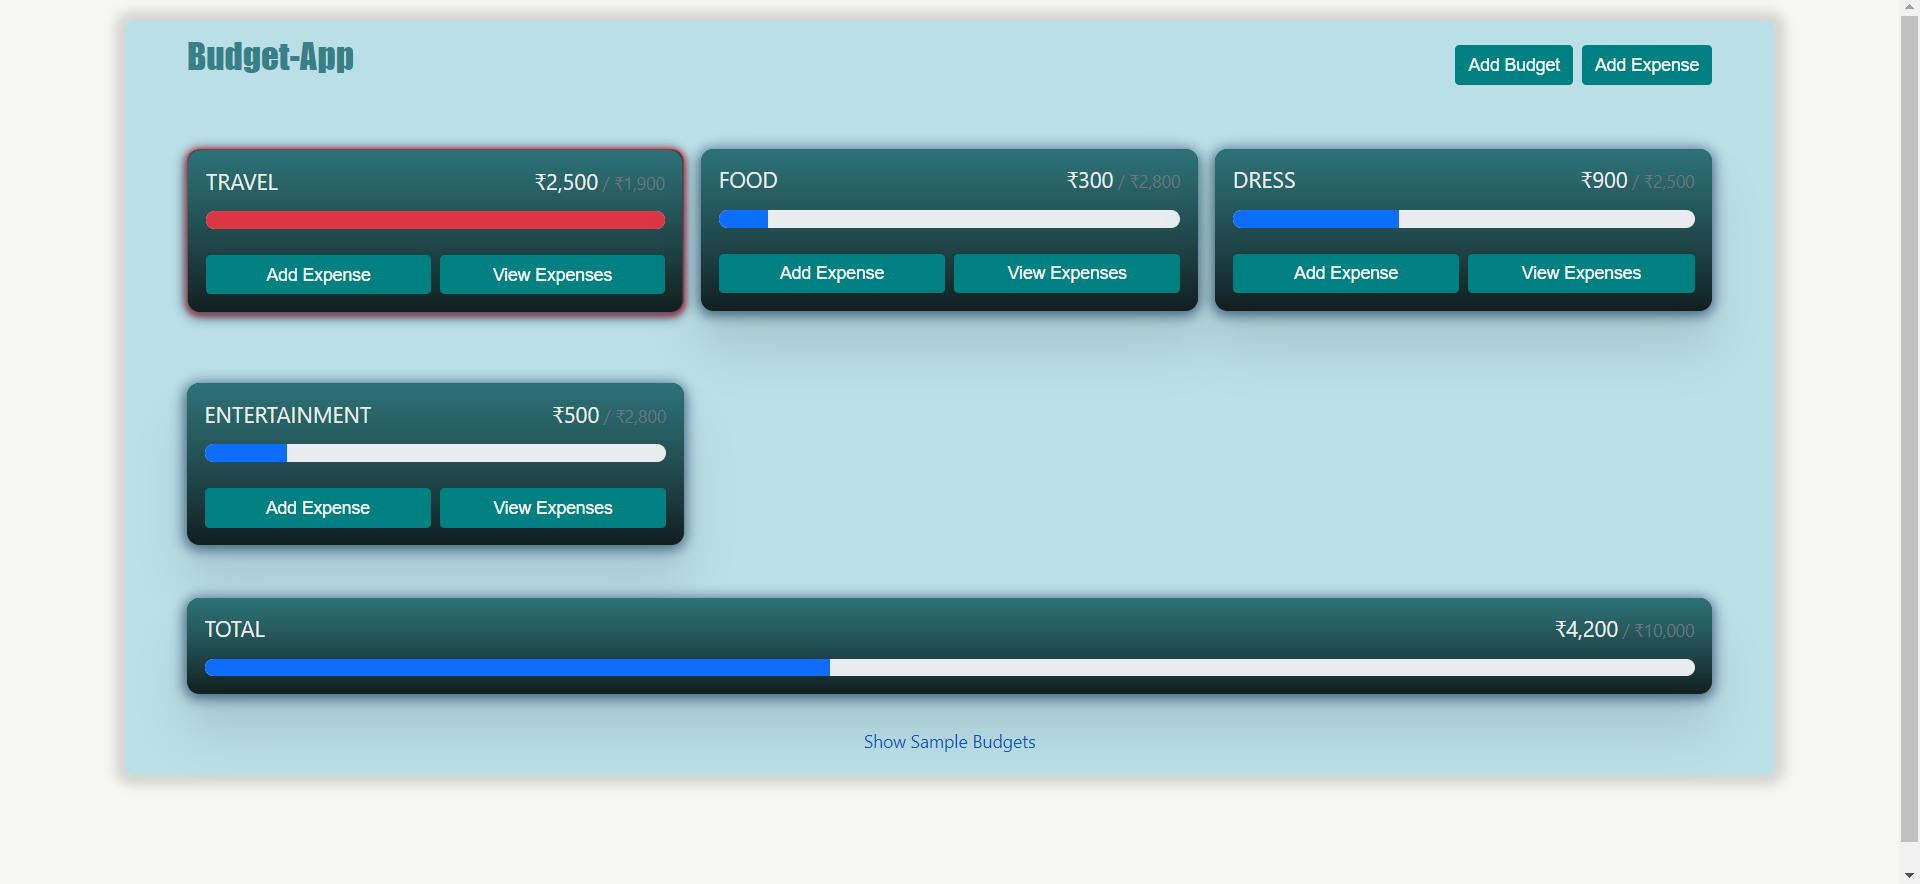 Budget-App
Add Budget Add Expense
TRAVEL ₹2,500 / ₹1,900
Add Expense View Expenses
FOOD ₹300 / ₹2,800
Add Expense View Expenses
DRESS ₹900 / ₹2,500
Add Expense View Expenses
ENTERTAINMENT ₹500 / ₹2,800
Add Expense View Expenses
TOTAL ₹4,200 / ₹10,000
Show Sample Budgets